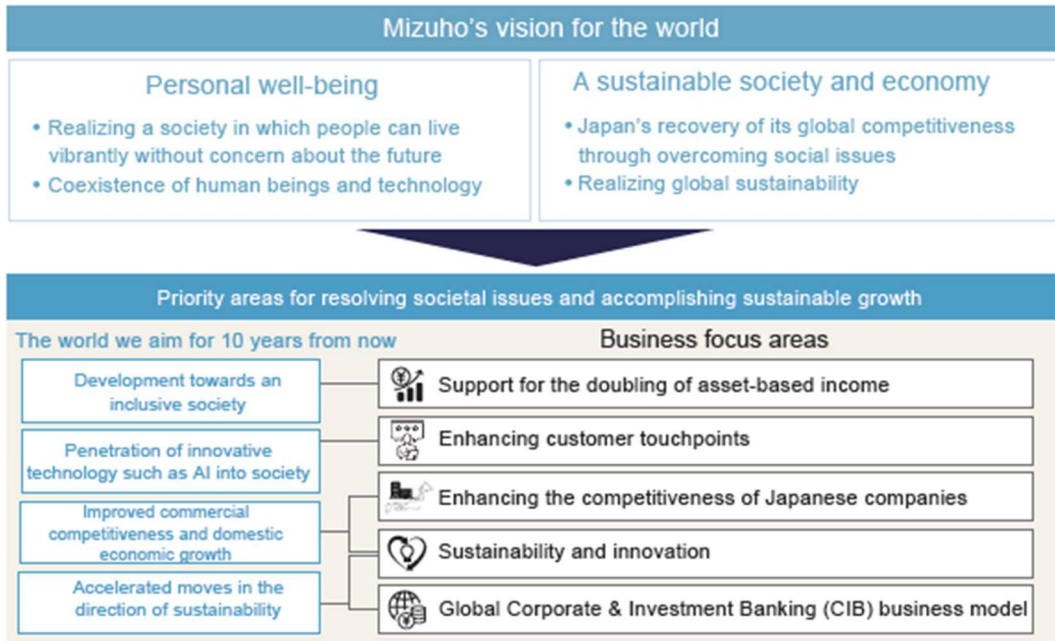 Mizuho's vision for the world
Personal well-being
• Realizing a society in which people can live
vibrantly without concern about the future
• Coexistence of human beings and technology
A sustainable society and economy
• Japan's recovery of its global competitiveness
through overcoming social issues
• Realizing global sustainability
Priority areas for resolving societal issues and accomplishing sustainable growth
The world we aim for 10 years from now
Development towards an
inclusive society
Penetration of innovative
technology such as AI into society
Improved commercial
competitiveness and domestic
economic growth
Accelerated moves in the
direction of sustainability
Business focus areas
Support for the doubling of asset-based income
Enhancing customer touchpoints
Enhancing the competitiveness of Japanese companies
Sustainability and innovation
Global Corporate & Investment Banking (CIB) business model